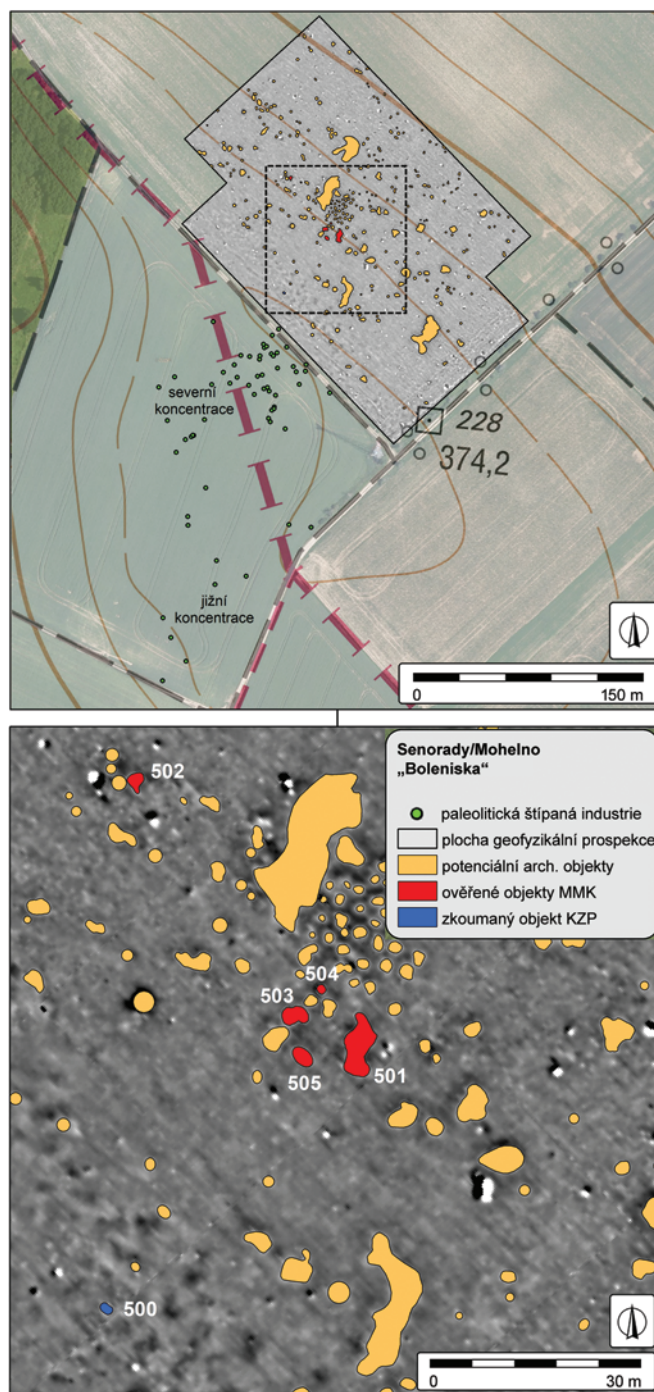 severní
koncentrace
228
374,2
jižní
koncentrace
0 150 m
Senorady/Mohelno
„Boleniska“
paleolitická štípaná industrie
plocha geofyzikální prospekce
potenciální arch. objekty
ověřené objekty MMK
zkoumaný objekt KZP
502
504
503
505
501
500
0 30 m